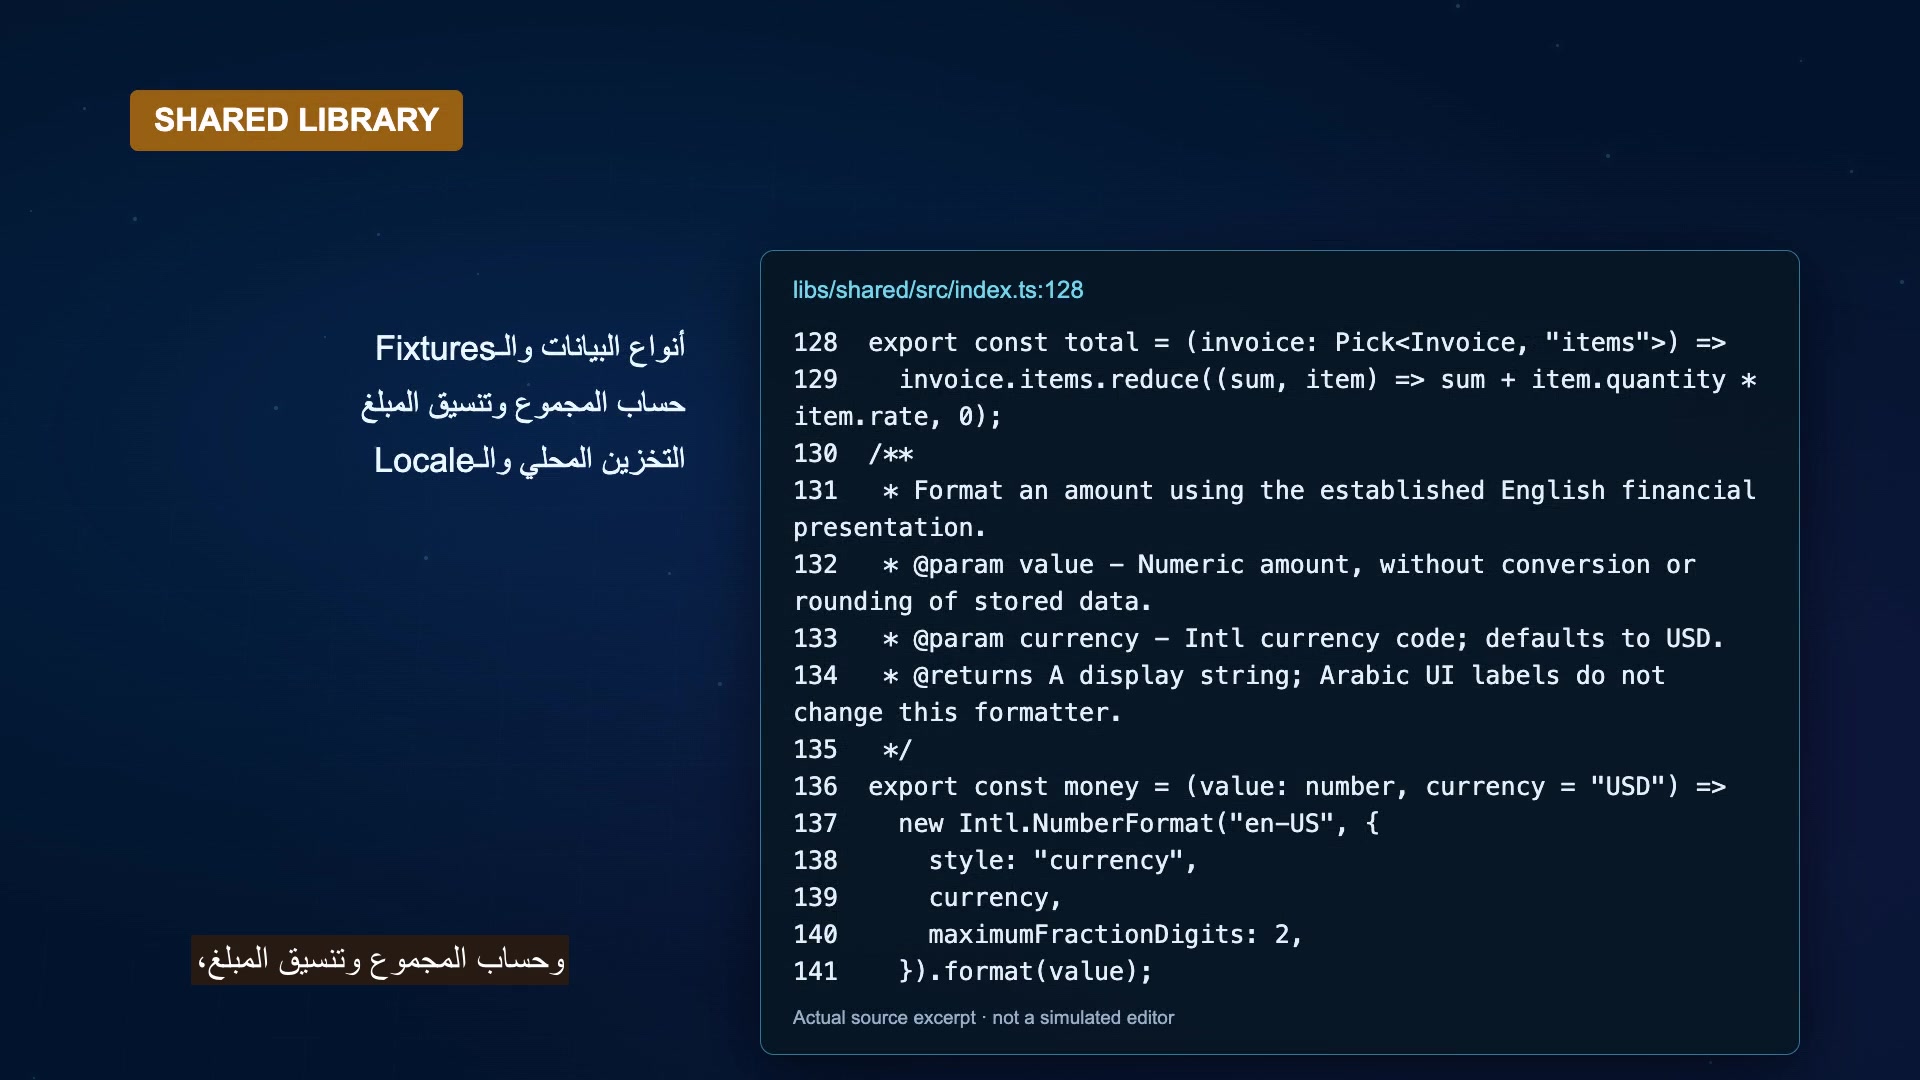 SHARED LIBRARY
أنواع البيانات والـFixtures
حساب المجموع وتنسيق المبلغ
التخزين المحلي والـLocale
libs/shared/src/index.ts:128
128  export const total = (invoice: Pick<Invoice, "items">) =>
129    invoice.items.reduce((sum, item) => sum + item.quantity *
item.rate, 0);
130  /**
131   * Format an amount using the established English financial
presentation.
132   * @param value – Numeric amount, without conversion or
rounding of stored data.
133   * @param currency – Intl currency code; defaults to USD.
134   * @returns A display string; Arabic UI labels do not
change this formatter.
135   */
136  export const money = (value: number, currency = "USD") =>
137    new Intl.NumberFormat("en-US", {
138      style: "currency",
139      currency,
140      maximumFractionDigits: 2,
141    }).format(value);
Actual source excerpt · not a simulated editor
وحساب المجموع وتنسيق المبلغ،